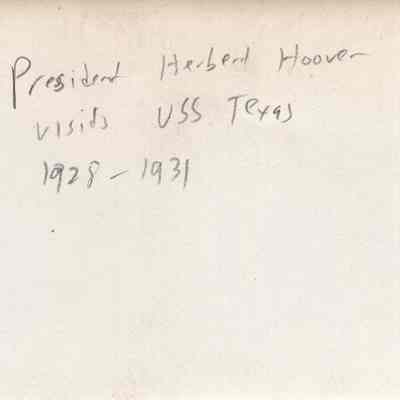 President Herbert Hoover
visits USS Texas
1928 - 1931